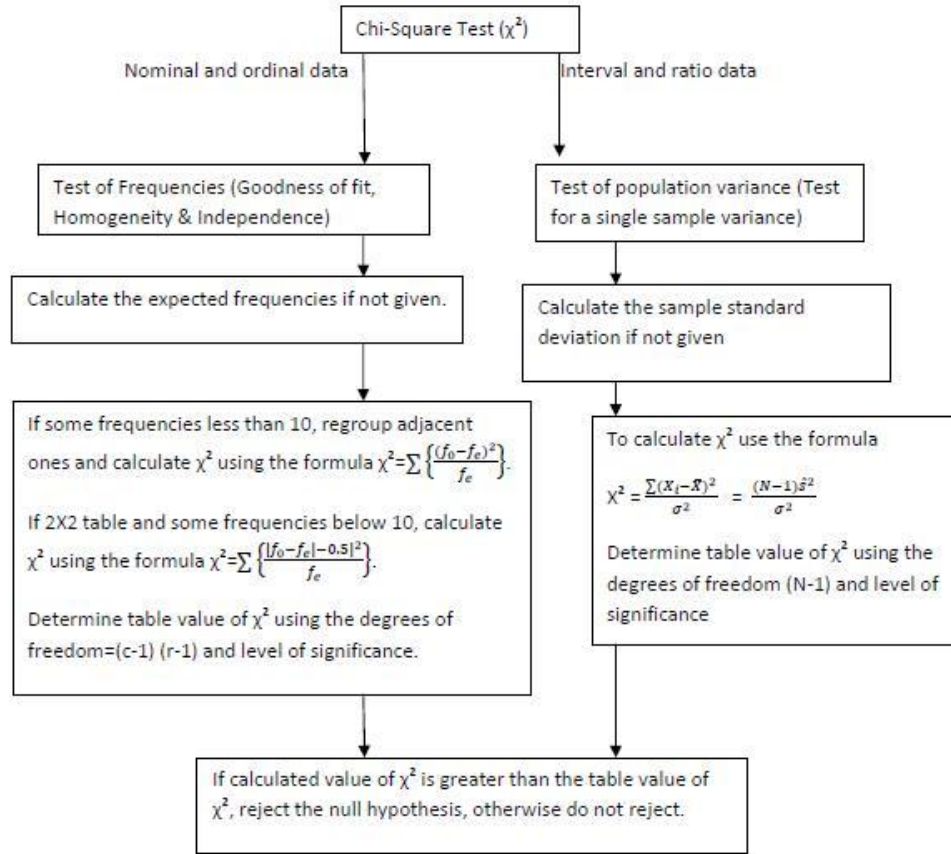 Chi-Square Test (χ²)
Nominal and ordinal data
Interval and ratio data
Test of Frequencies (Goodness of fit,
Homogeneity & Independence)
Test of population variance (Test
for a single sample variance)
Calculate the expected frequencies if not given.
Calculate the sample standard
deviation if not given
If some frequencies less than 10, regroup adjacent
ones and calculate χ² using the formula χ²=∑{(f₀−fₑ)²/fₑ}.
If 2X2 table and some frequencies below 10, calculate
χ² using the formula χ²=∑{|f₀−fₑ|−0.5|²/fₑ}.
Determine table value of χ² using the degrees of
freedom=(c-1) (r-1) and level of significance.
To calculate χ² use the formula
X² = ∑(Xᵢ−X̄)²/σ² = (N−1)ŝ²/σ²
Determine table value of χ² using the
degrees of freedom (N-1) and level of
significance
If calculated value of χ² is greater than the table value of
χ², reject the null hypothesis, otherwise do not reject.